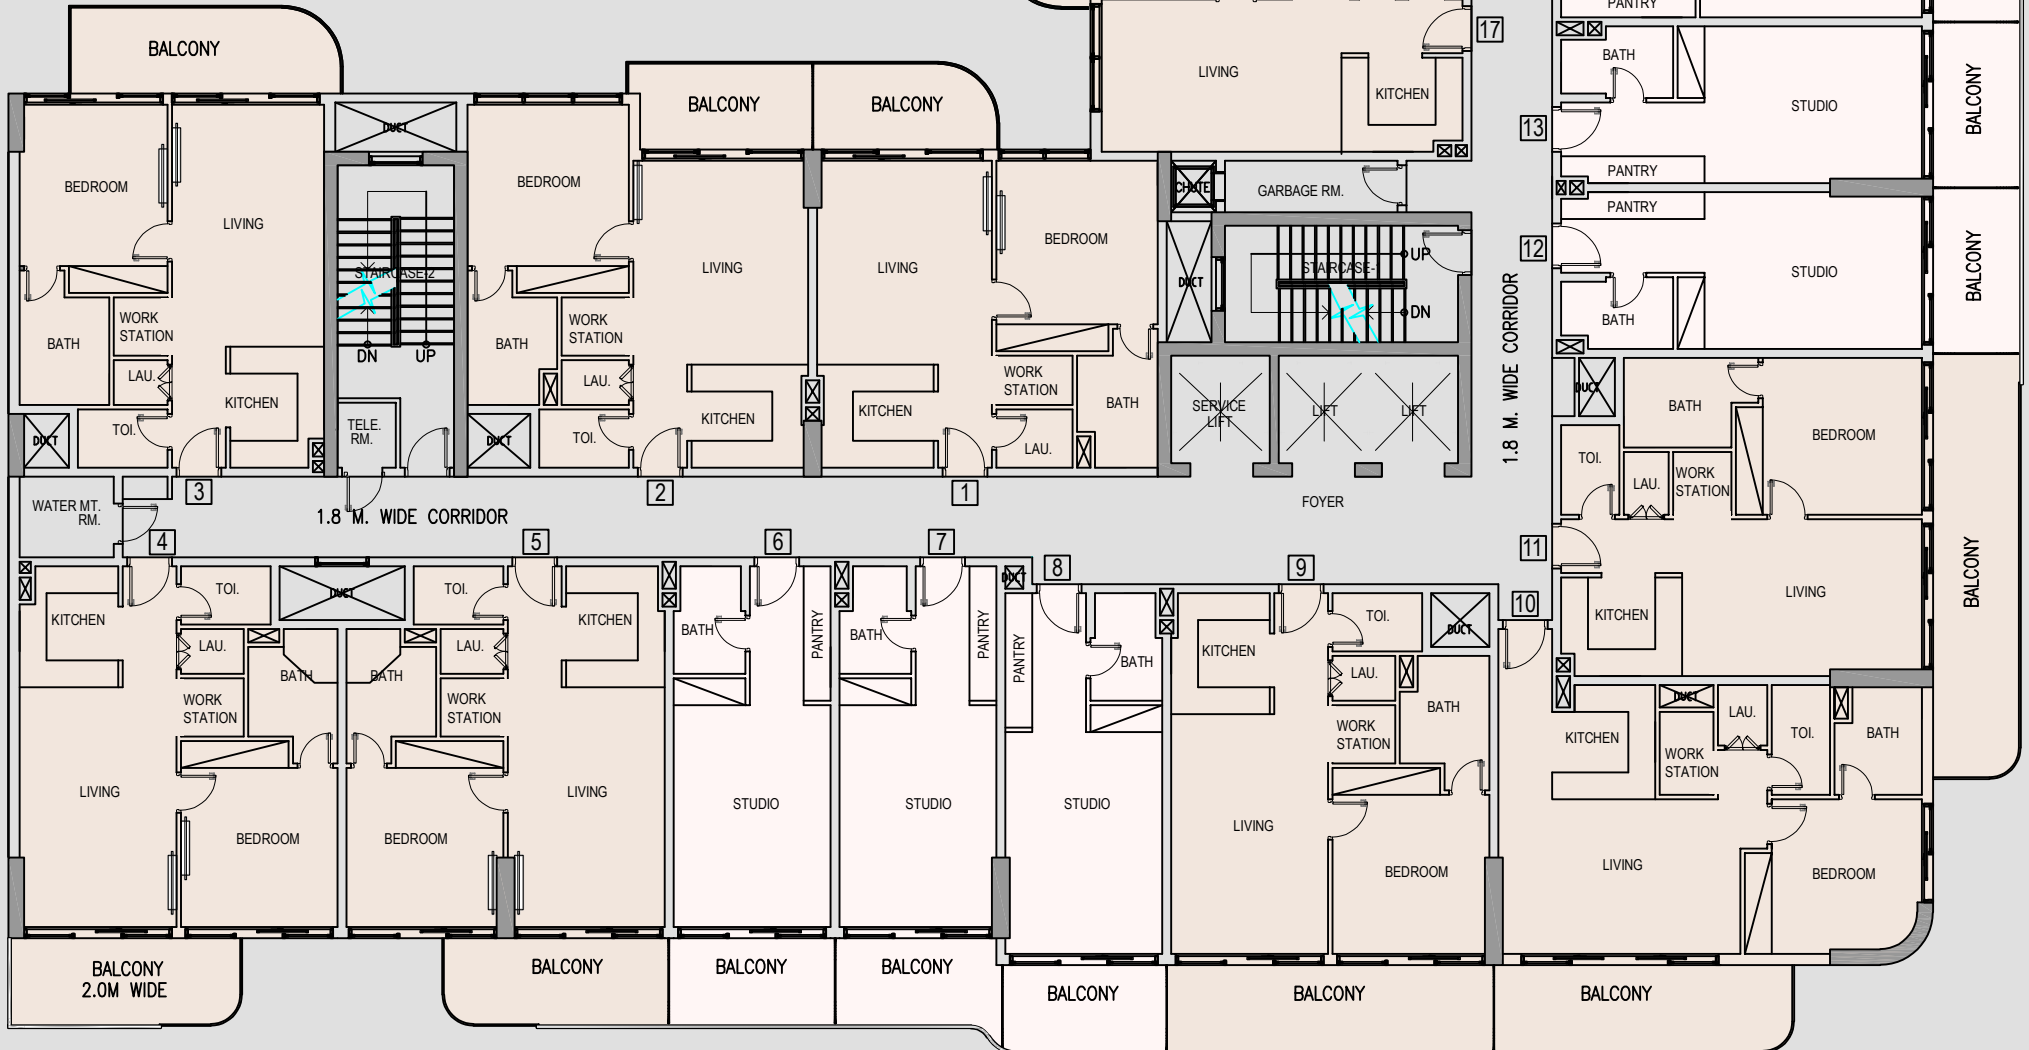 PANTRY
BALCONY
17
BATH
LIVING
KITCHEN
STUDIO
BALCONY
BALCONY
BALCONY
13
DUCT
PANTRY
CHUTE
GARBAGE RM.
BEDROOM
BEDROOM
PANTRY
LIVING
BEDROOM
12
UP
STUDIO
BALCONY
LIVING
LIVING
STAIRCASE-2
STAIRCASE-
DUCT
DN
BATH
1.8 M. WIDE CORRIDOR
WORK
STATION
BATH
DN
UP
WORK
STATION
BATH
LAU.
LAU.
WORK
STATION
BATH
SERVICE
LIFT
LIFT
LIFT
DUCT
BATH
BEDROOM
KITCHEN
TOI.
DUCT
TELE.
RM.
DUCT
TOI.
KITCHEN
KITCHEN
LAU.
TOI.
LAU.
WORK
STATION
3
2
1
FOYER
WATER MT.
RM.
1.8 M. WIDE CORRIDOR
4
5
6
7
8
9
11
10
BALCONY
TOI.
DUCT
TOI.
DUCT
LIVING
KITCHEN
KITCHEN
BATH
PANTRY
BATH
PANTRY
PANTRY
BATH
KITCHEN
TOI.
DUCT
KITCHEN
LAU.
LAU.
BATH
BATH
LAU.
WORK
STATION
WORK
STATION
WORK
STATION
BATH
DUCT
LAU.
KITCHEN
TOI.
BATH
WORK
STATION
LIVING
LIVING
STUDIO
STUDIO
STUDIO
LIVING
BEDROOM
BEDROOM
BEDROOM
LIVING
BEDROOM
BALCONY
2.0M WIDE
BALCONY
BALCONY
BALCONY
BALCONY
BALCONY
BALCONY